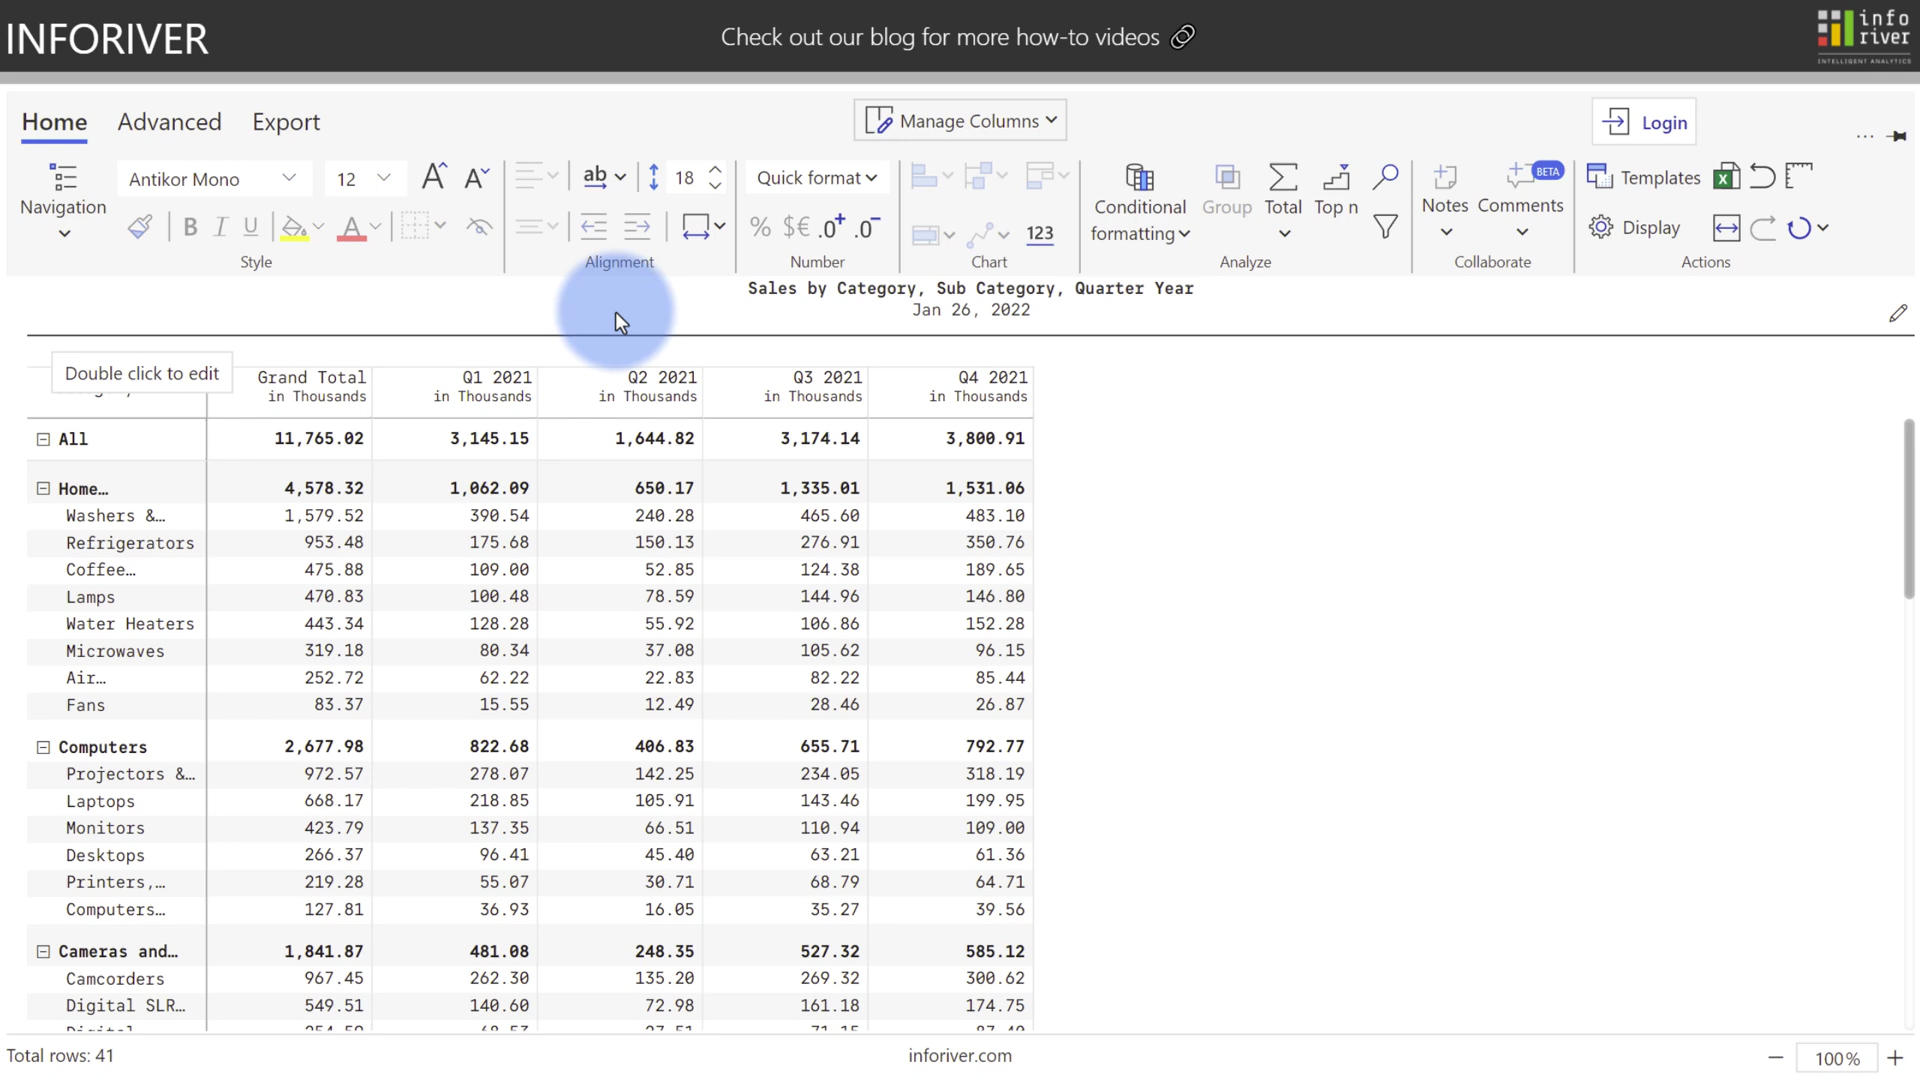 INFORIVER
Check out our blog for more how-to videos
info
river
INTELLIGENT ANALYTICS
Home Advanced Export
Manage Columns
Login
Navigation
Antikor Mono 12
ab 18
Quick format
Conditional formatting
Group
Total
Top n
Notes
Comments
BETA
Templates
Display
B I U A
% $€ .0+ .0- 123
Style Alignment Number Chart Analyze Collaborate Actions
Sales by Category, Sub Category, Quarter Year
Jan 26, 2022
Double click to edit
Grand Total Q1 2021 Q2 2021 Q3 2021 Q4 2021
in Thousands in Thousands in Thousands in Thousands in Thousands
All 11,765.02 3,145.15 1,644.82 3,174.14 3,800.91
Home… 4,578.32 1,062.09 650.17 1,335.01 1,531.06
Washers &… 1,579.52 390.54 240.28 465.60 483.10
Refrigerators 953.48 175.68 150.13 276.91 350.76
Coffee… 475.88 109.00 52.85 124.38 189.65
Lamps 470.83 100.48 78.59 144.96 146.80
Water Heaters 443.34 128.28 55.92 106.86 152.28
Microwaves 319.18 80.34 37.08 105.62 96.15
Air… 252.72 62.22 22.83 82.22 85.44
Fans 83.37 15.55 12.49 28.46 26.87
Computers 2,677.98 822.68 406.83 655.71 792.77
Projectors &… 972.57 278.07 142.25 234.05 318.19
Laptops 668.17 218.85 105.91 143.46 199.95
Monitors 423.79 137.35 66.51 110.94 109.00
Desktops 266.37 96.41 45.40 63.21 61.36
Printers,… 219.28 55.07 30.71 68.79 64.71
Computers… 127.81 36.93 16.05 35.27 39.56
Cameras and… 1,841.87 481.08 248.35 527.32 585.12
Camcorders 967.45 262.30 135.20 269.32 300.62
Digital SLR… 549.51 140.60 72.98 161.18 174.75
Total rows: 41
inforiver.com
100%